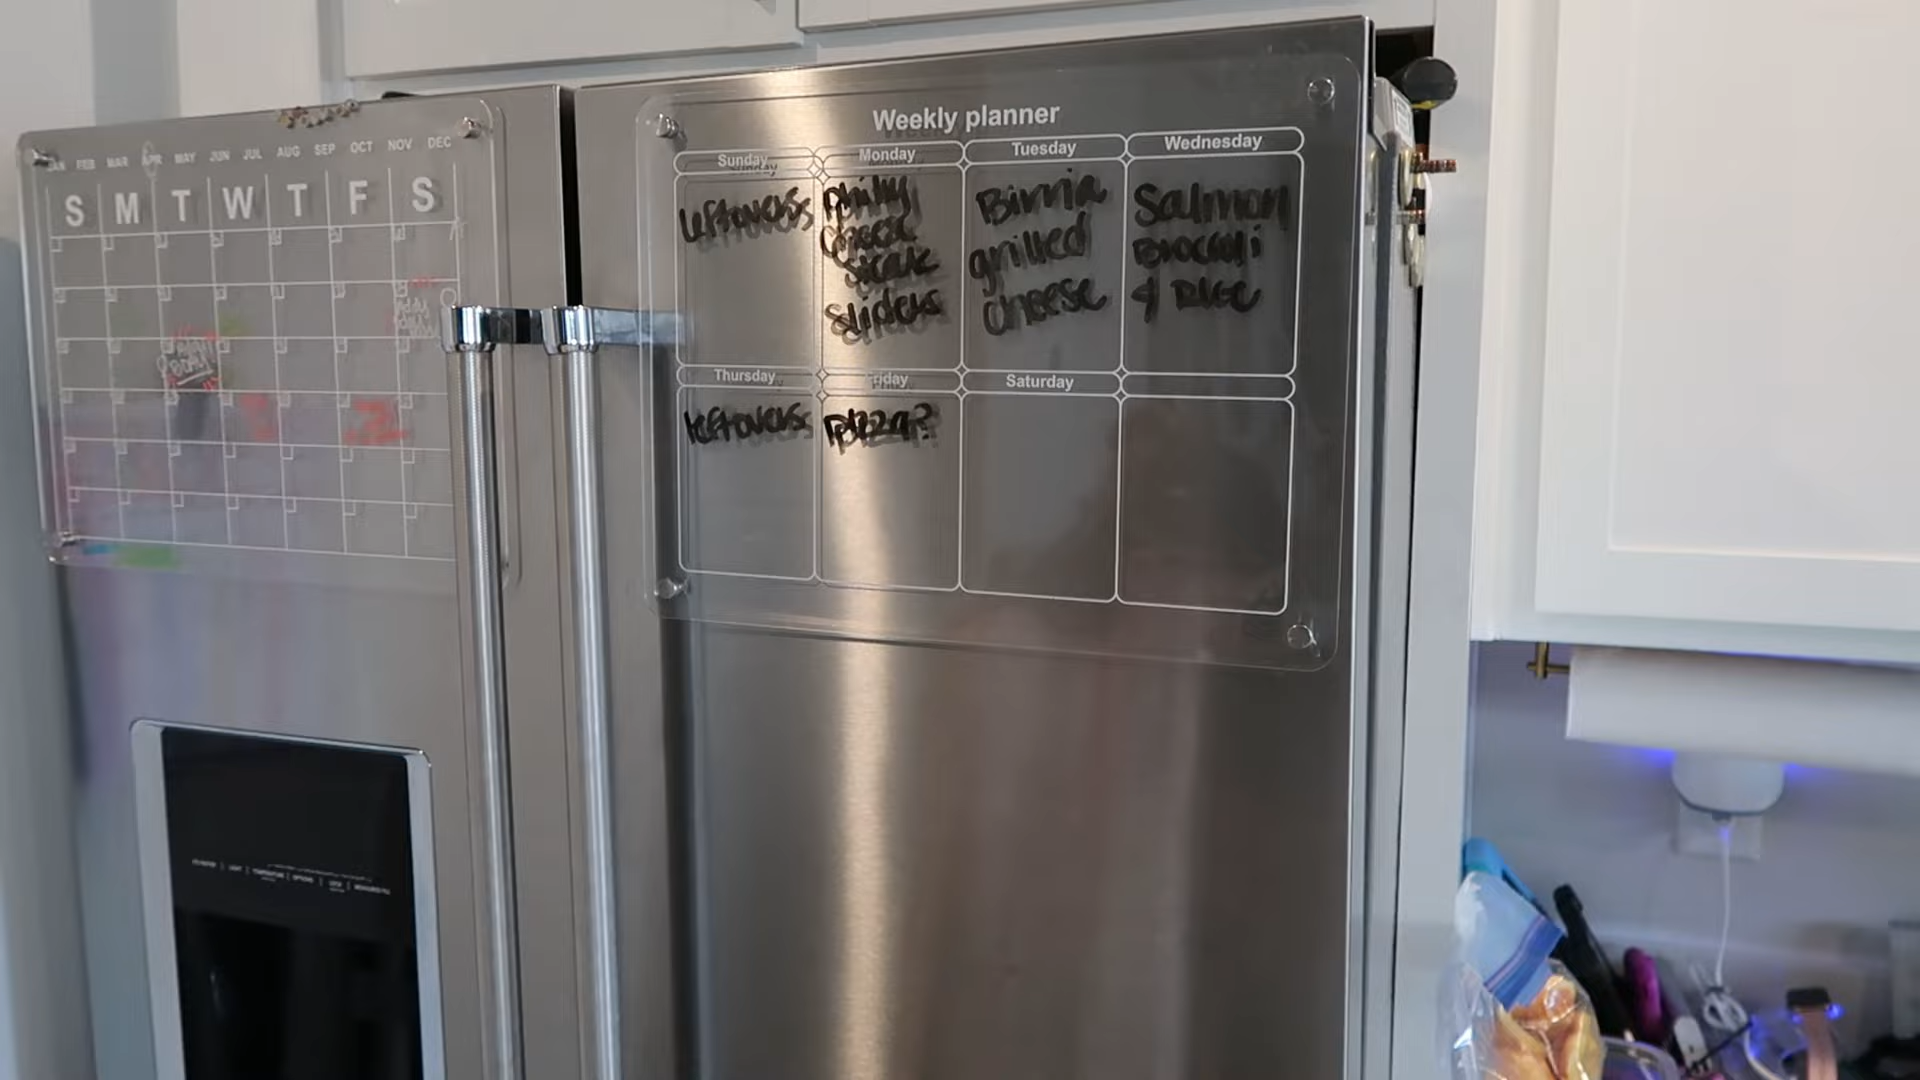 JAN FEB MAR APR MAY JUN JUL AUG SEP OCT NOV DEC
S M T W T F S
Weekly planner
Sunday Monday Tuesday Wednesday
leftovers
Philly
cheese
steak
sliders
Birria
grilled
cheese
Salmon
Broccoli
& Rice
Thursday Friday Saturday
leftovers
pizza?